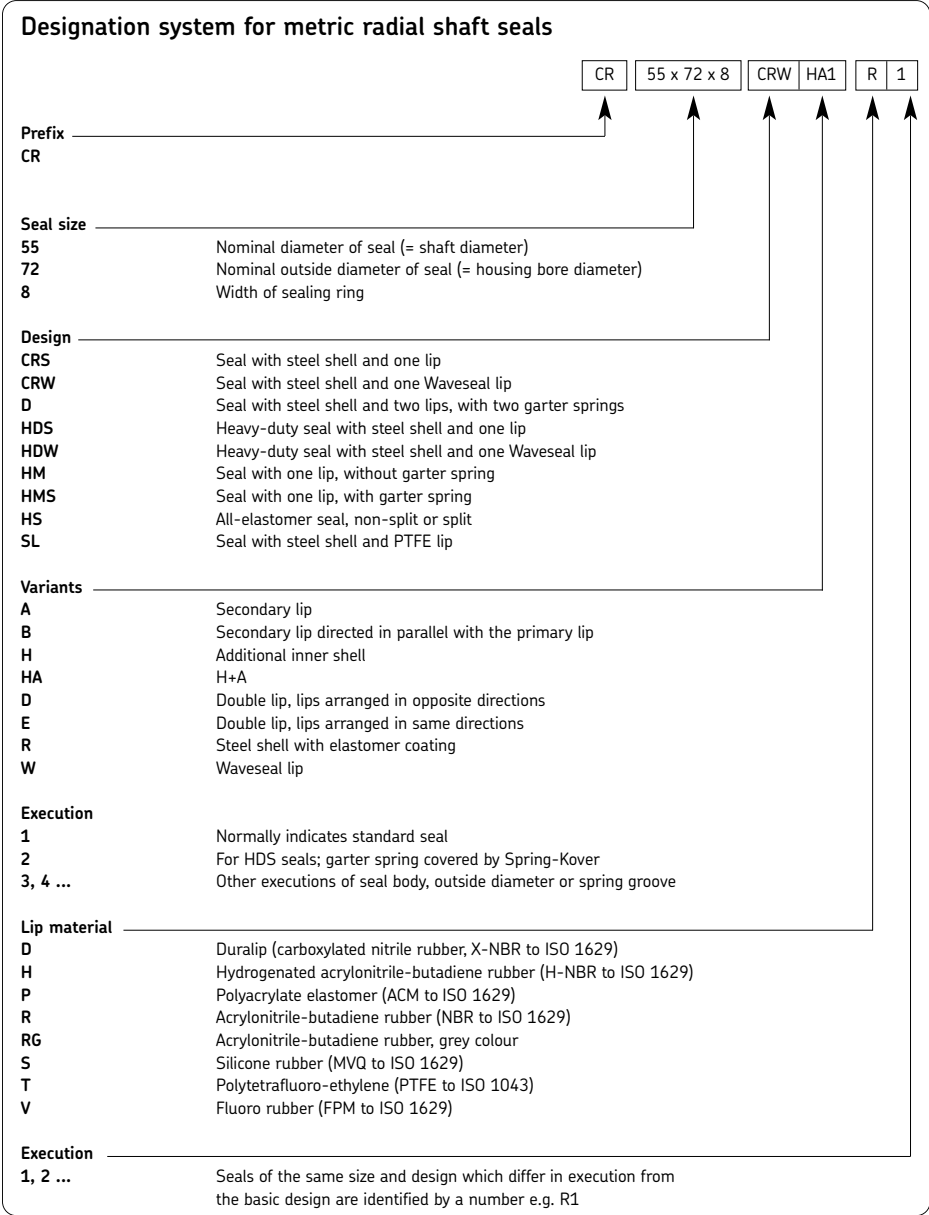 Designation system for metric radial shaft seals
CR 55 x 72 x 8 CRW HA1 R 1
Prefix
CR
Seal size
55 Nominal diameter of seal (= shaft diameter)
72 Nominal outside diameter of seal (= housing bore diameter)
8 Width of sealing ring
Design
CRS Seal with steel shell and one lip
CRW Seal with steel shell and one Waveseal lip
D Seal with steel shell and two lips, with two garter springs
HDS Heavy-duty seal with steel shell and one lip
HDW Heavy-duty seal with steel shell and one Waveseal lip
HM Seal with one lip, without garter spring
HMS Seal with one lip, with garter spring
HS All-elastomer seal, non-split or split
SL Seal with steel shell and PTFE lip
Variants
A Secondary lip
B Secondary lip directed in parallel with the primary lip
H Additional inner shell
HA H+A
D Double lip, lips arranged in opposite directions
E Double lip, lips arranged in same directions
R Steel shell with elastomer coating
W Waveseal lip
Execution
1 Normally indicates standard seal
2 For HDS seals; garter spring covered by Spring-Kover
3, 4 ... Other executions of seal body, outside diameter or spring groove
Lip material
D Duralip (carboxylated nitrile rubber, X-NBR to ISO 1629)
H Hydrogenated acrylonitrile-butadiene rubber (H-NBR to ISO 1629)
P Polyacrylate elastomer (ACM to ISO 1629)
R Acrylonitrile-butadiene rubber (NBR to ISO 1629)
RG Acrylonitrile-butadiene rubber, grey colour
S Silicone rubber (MVQ to ISO 1629)
T Polytetrafluoro-ethylene (PTFE to ISO 1043)
V Fluoro rubber (FPM to ISO 1629)
Execution
1, 2 ... Seals of the same size and design which differ in execution from
the basic design are identified by a number e.g. R1